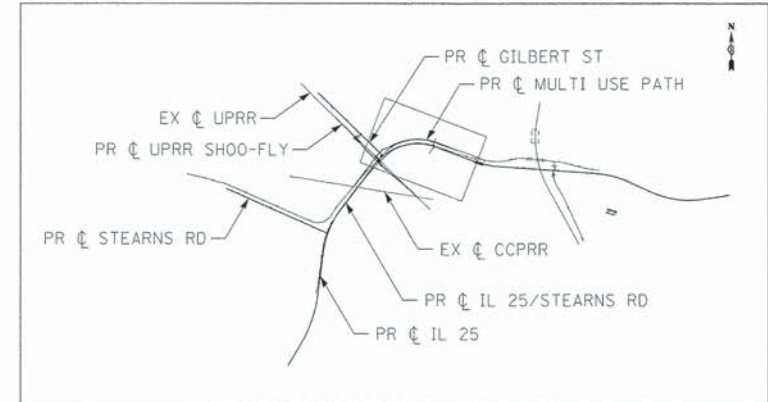 N
PR ℄ GILBERT ST
PR ℄ MULTI USE PATH
EX ℄ UPRR
PR ℄ UPRR SHOO-FLY
PR ℄ STEARNS RD
EX ℄ CCPRR
PR ℄ IL 25/STEARNS RD
PR ℄ IL 25